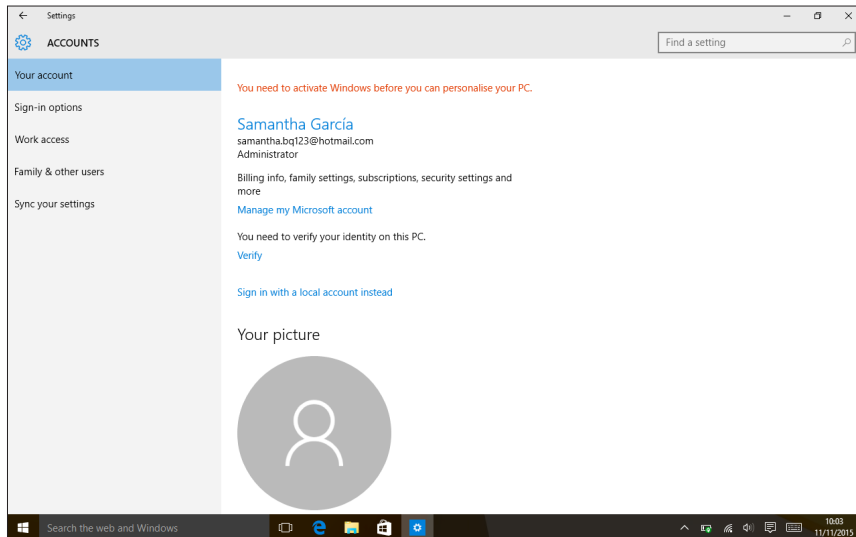 Settings
ACCOUNTS
Find a setting
Your account
Sign-in options
Work access
Family & other users
Sync your settings
You need to activate Windows before you can personalise your PC.
Samantha García
samantha.bq123@hotmail.com
Administrator
Billing info, family settings, subscriptions, security settings and
more
Manage my Microsoft account
You need to verify your identity on this PC.
Verify
Sign in with a local account instead
Your picture
Search the web and Windows
10:03
11/11/2015